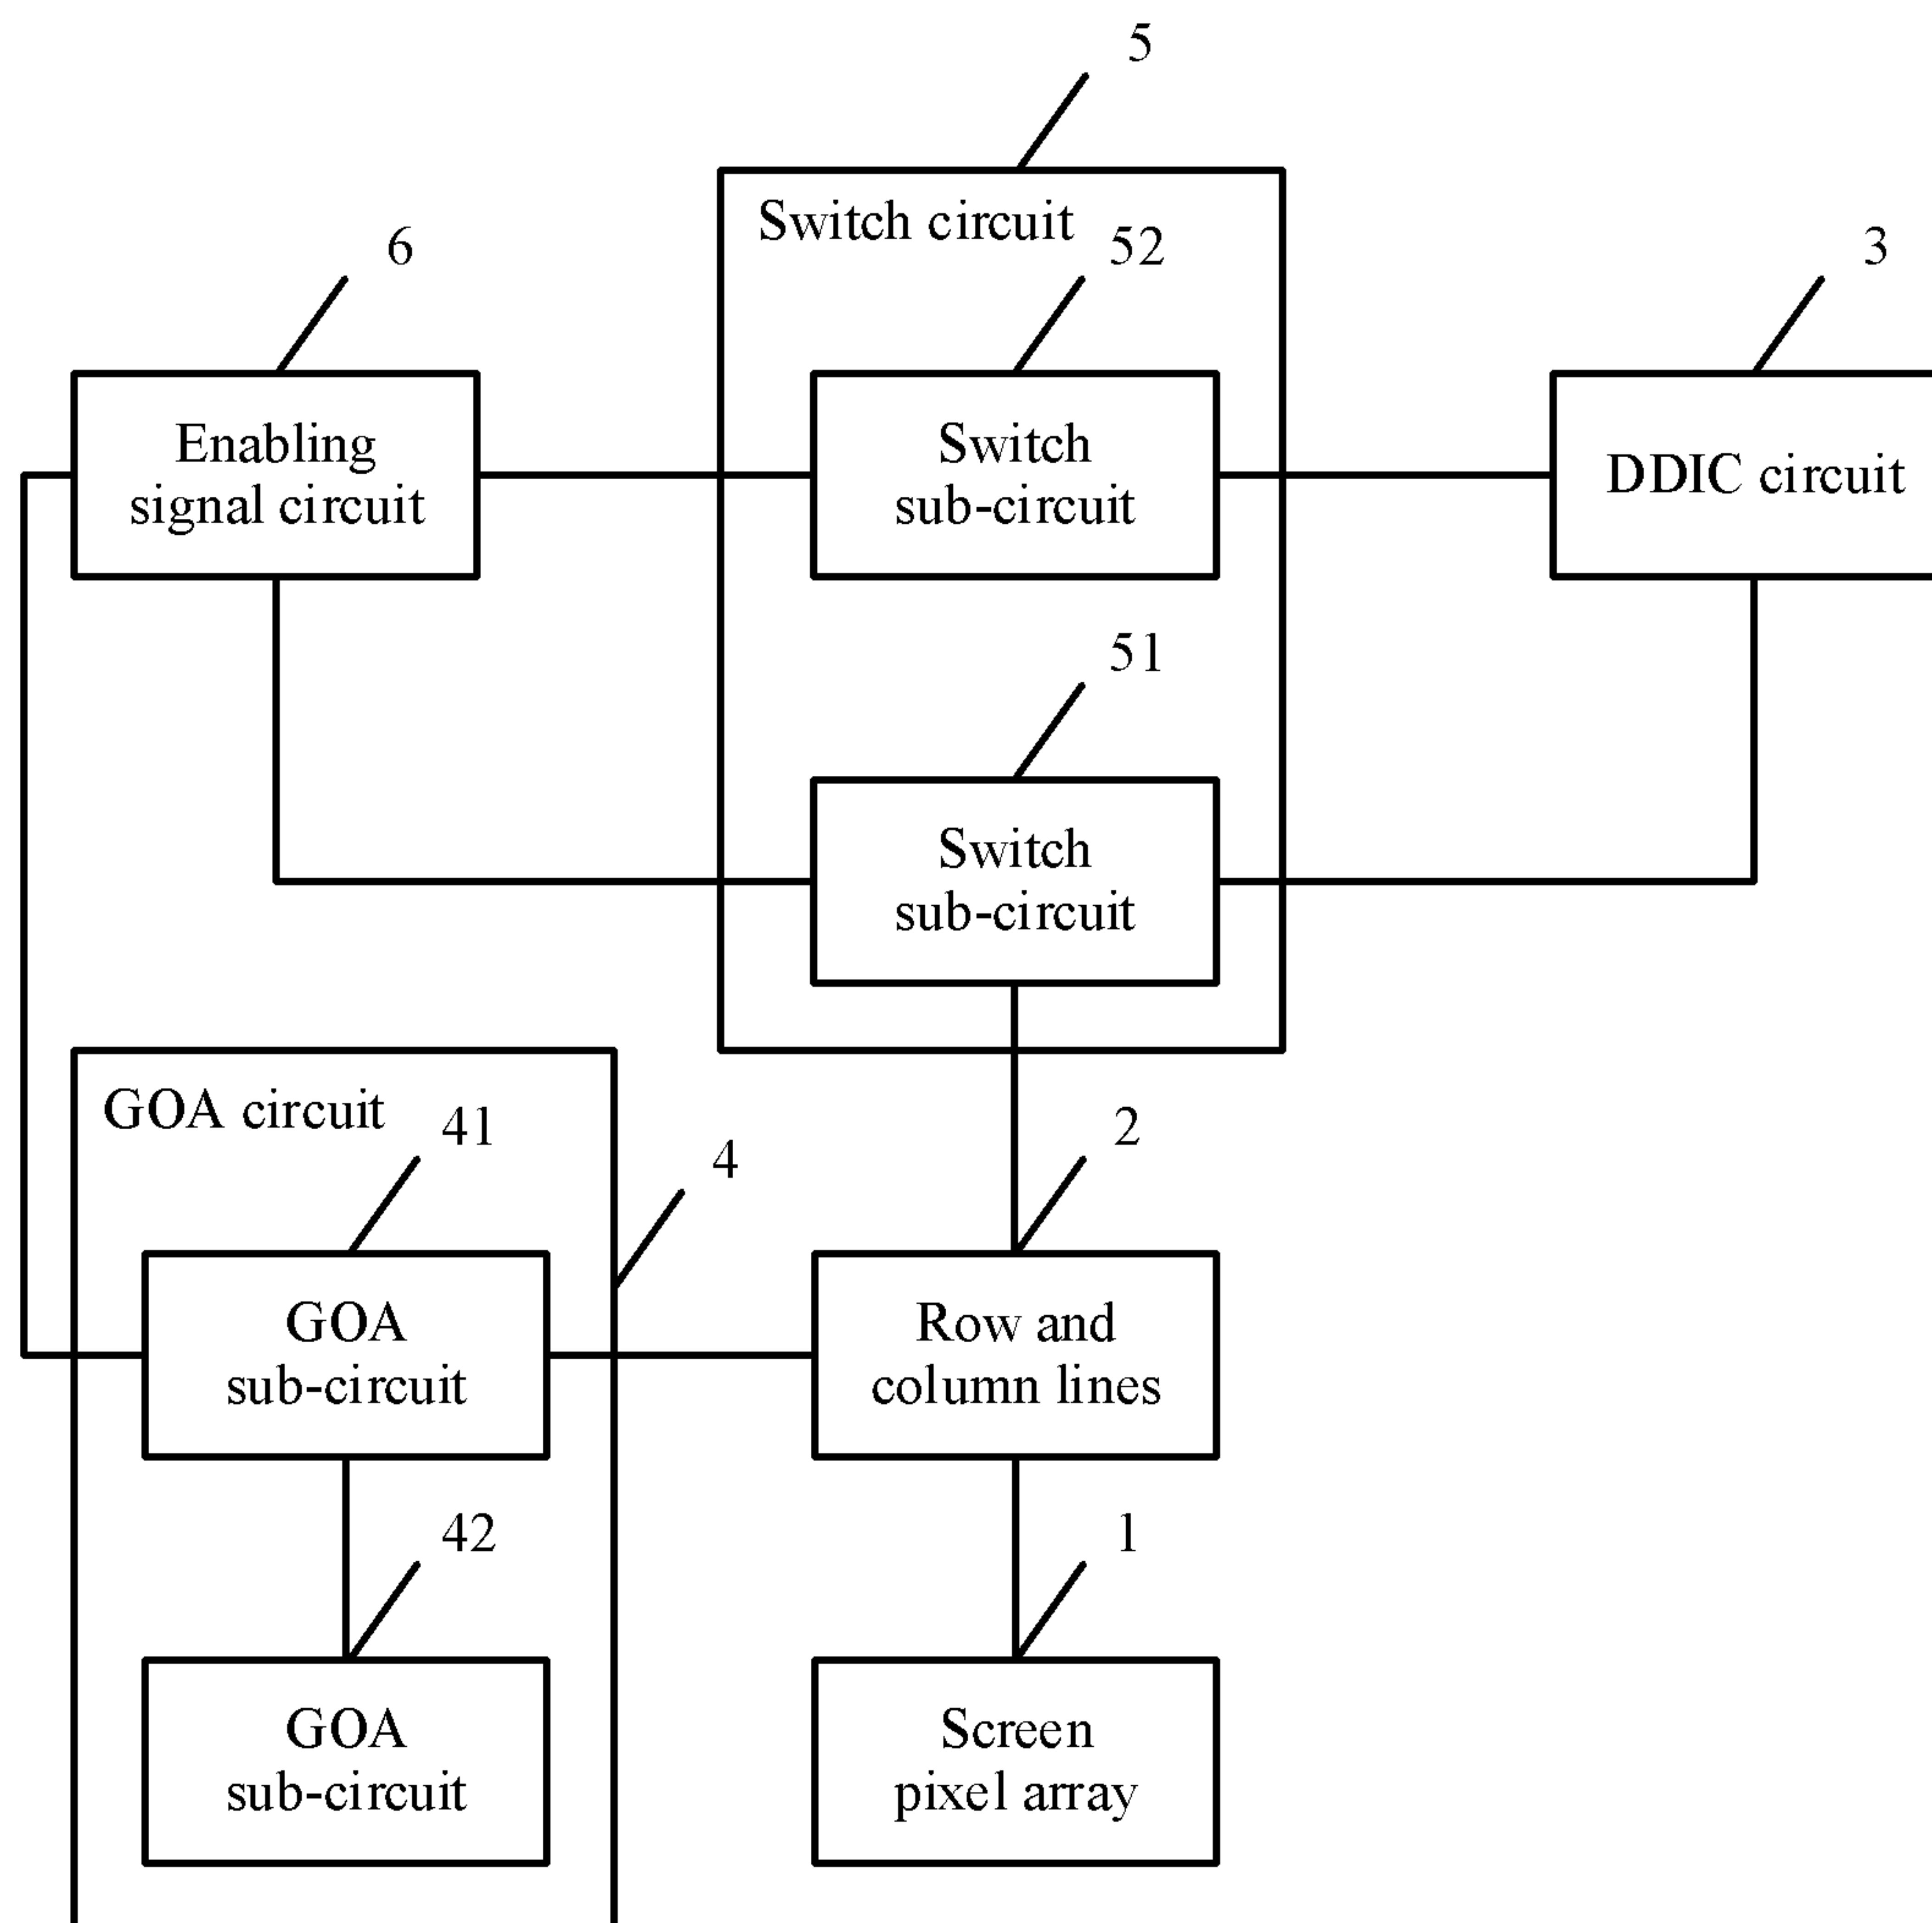 5
Switch circuit
6
52
3
Enabling
signal circuit
Switch
sub-circuit
DDIC circuit
51
Switch
sub-circuit
GOA circuit
41
4
2
GOA
sub-circuit
Row and
column lines
42
1
GOA
sub-circuit
Screen
pixel array